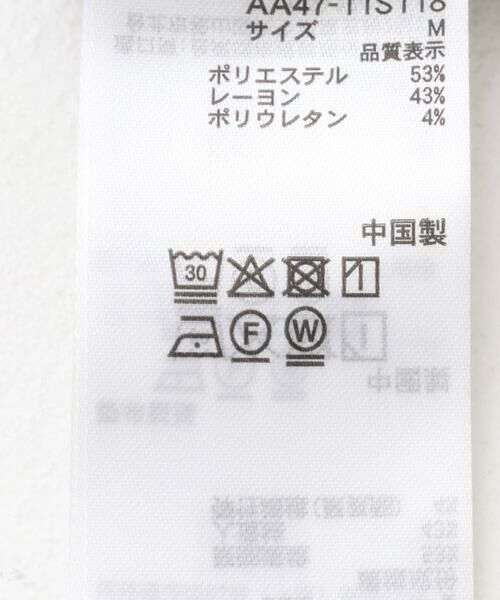 AA47-11S118
サイズ M
品質表示
ポリエステル 53%
レーヨン 43%
ポリウレタン 4%
中国製
30
F W